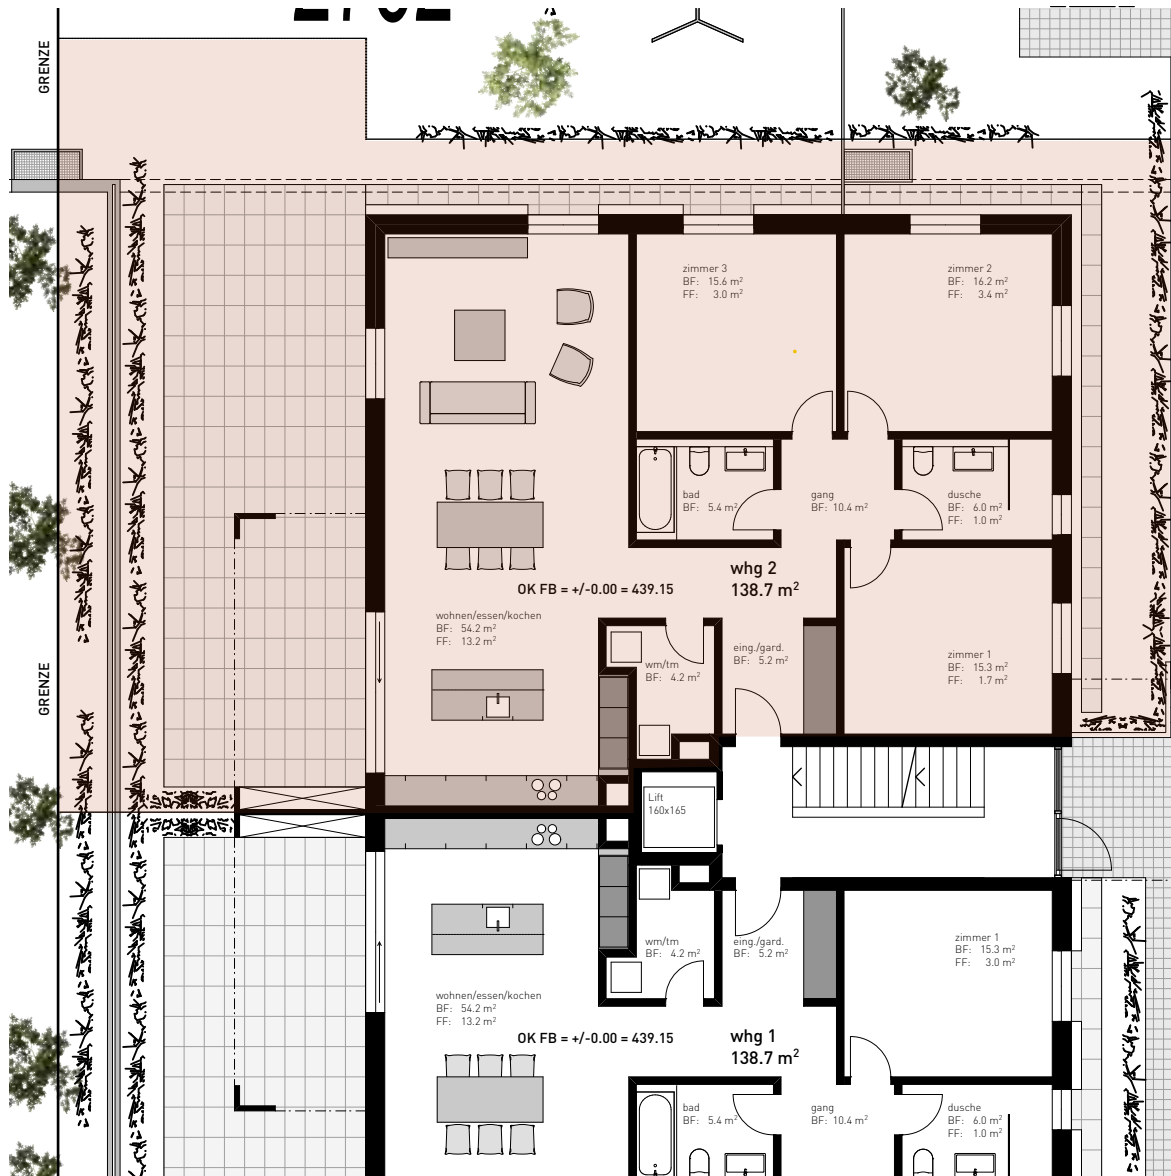 GRENZE
zimmer 3
BF: 15.6 m²
FF: 3.0 m²
zimmer 2
BF: 16.2 m²
FF: 3.4 m²
bad
BF: 5.4 m²
gang
BF: 10.4 m²
dusche
BF: 6.0 m²
FF: 1.0 m²
whg 2
138.7 m²
OK FB = +/-0.00 = 439.15
wohnen/essen/kochen
BF: 54.2 m²
FF: 13.2 m²
wm/tm
BF: 4.2 m²
eing./gard.
BF: 5.2 m²
zimmer 1
BF: 15.3 m²
FF: 1.7 m²
GRENZE
Lift
160x165
wm/tm
BF: 4.2 m²
eing./gard.
BF: 5.2 m²
zimmer 1
BF: 15.3 m²
FF: 3.0 m²
wohnen/essen/kochen
BF: 54.2 m²
FF: 13.2 m²
OK FB = +/-0.00 = 439.15
whg 1
138.7 m²
bad
BF: 5.4 m²
gang
BF: 10.4 m²
dusche
BF: 6.0 m²
FF: 1.0 m²